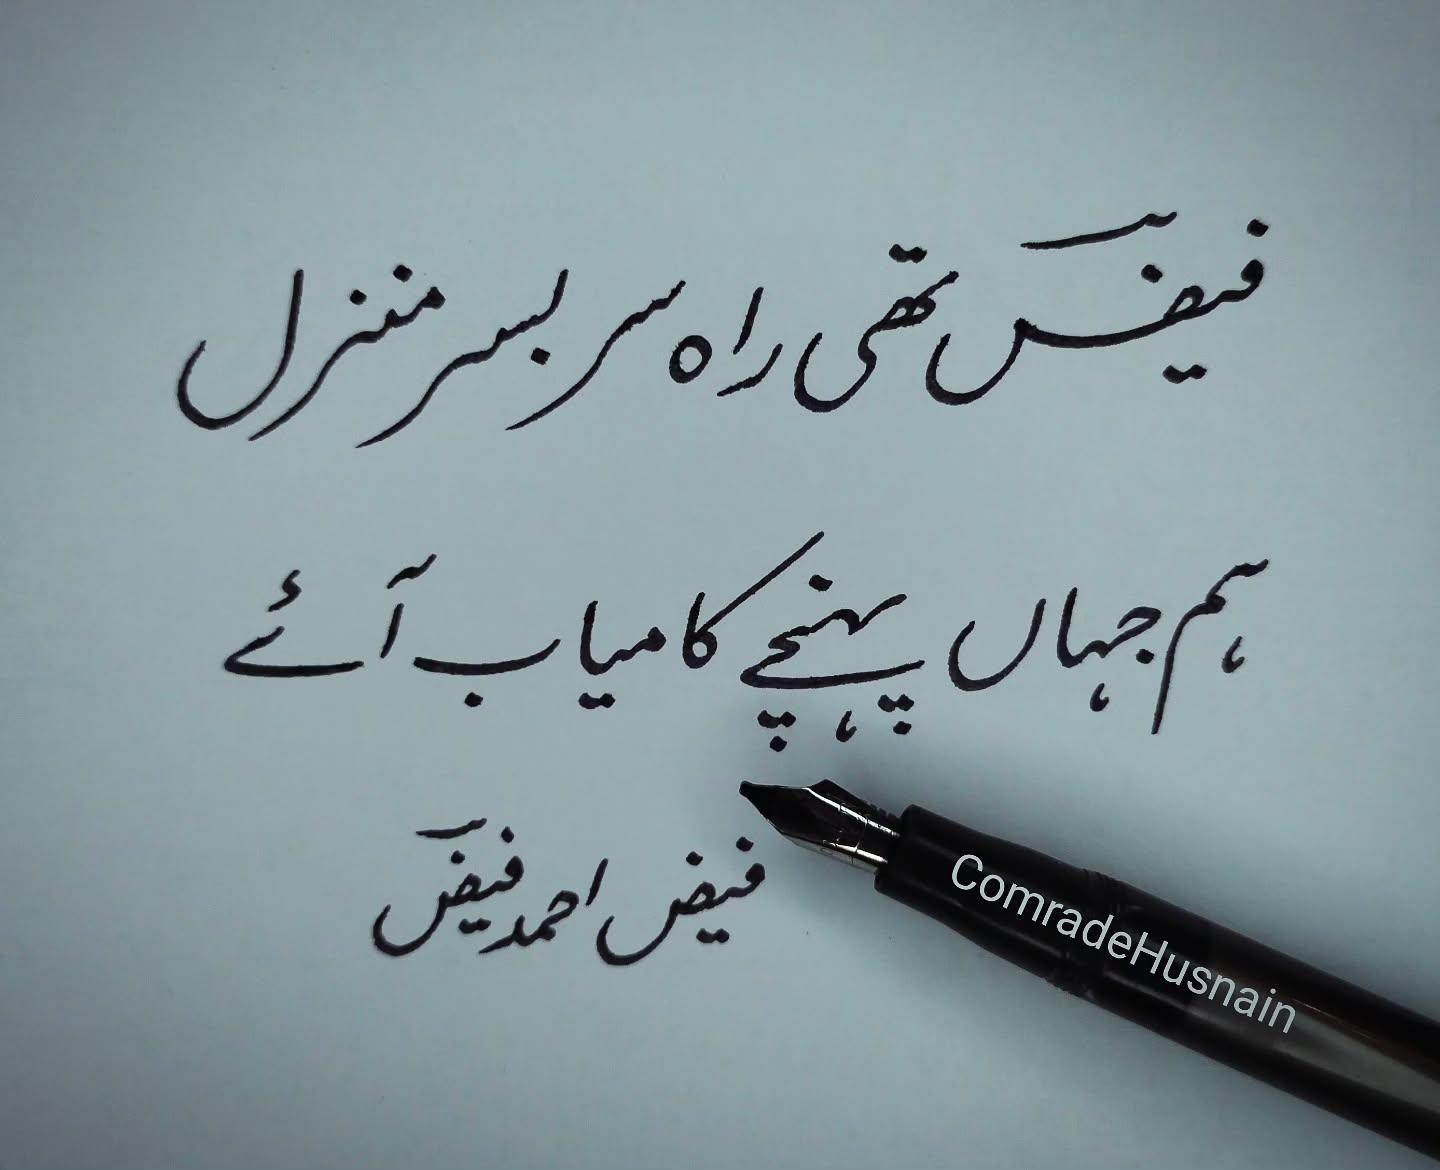 فیضؔ تھی راہ سر بسر منزل
ہم جہاں پہنچے کامیاب آئے
فیض احمد فیضؔ
ComradeHusnain